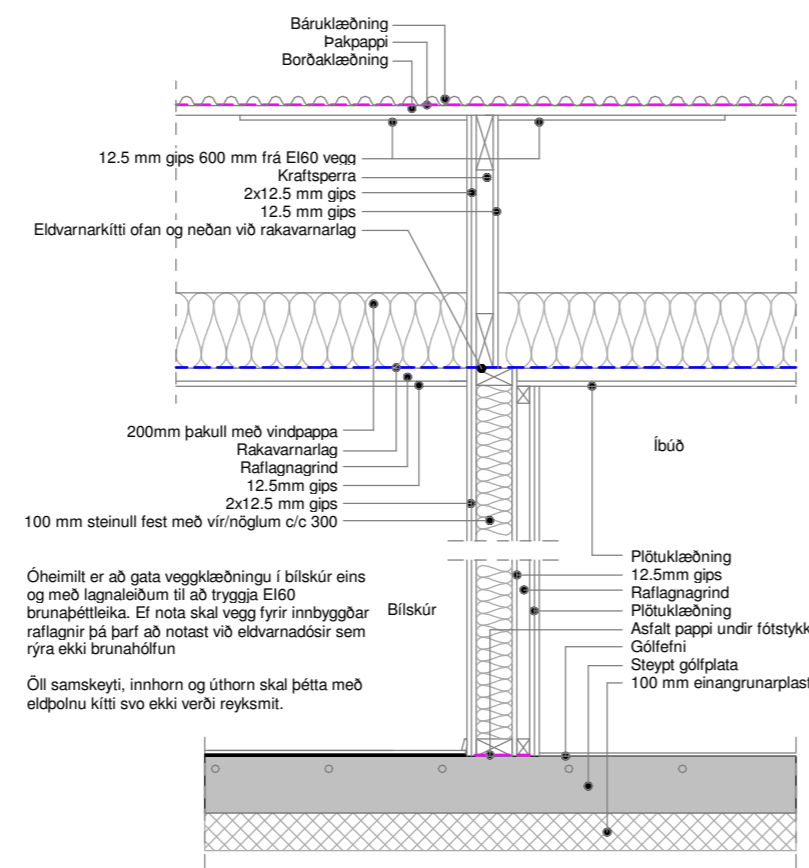 Báruklæðning
Þakpappi
Borðaklæðning
12.5 mm gips 600 mm frá EI60 vegg
Kraftsperra
2x12.5 mm gips
12.5 mm gips
Eldvarnarkítti ofan og neðan við rakavarnarlag
200mm þakull með vindpappa
Rakavarnarlag
Raflagnagrind
12.5mm gips
2x12.5 mm gips
100 mm steinull fest með vír/nöglum c/c 300
Íbúð
Óheimilt er að gata veggklæðningu í bílskúr eins
og með lagnaleiðum til að tryggja EI60
brunaþéttleika. Ef nota skal vegg fyrir innbyggðar
raflagnir þá þarf að notast við eldvarnadósir sem
rýra ekki brunahólfun
Öll samskeyti, innhorn og úthorn skal þétta með
eldþolnu kítti svo ekki verði reyksmit.
Bílskúr
Plötuklæðning
12.5mm gips
Raflagnagrind
Plötuklæðning
Asfalt pappi undir fótstykk
Gólfefni
Steypt gólfplata
100 mm einangrunarplast